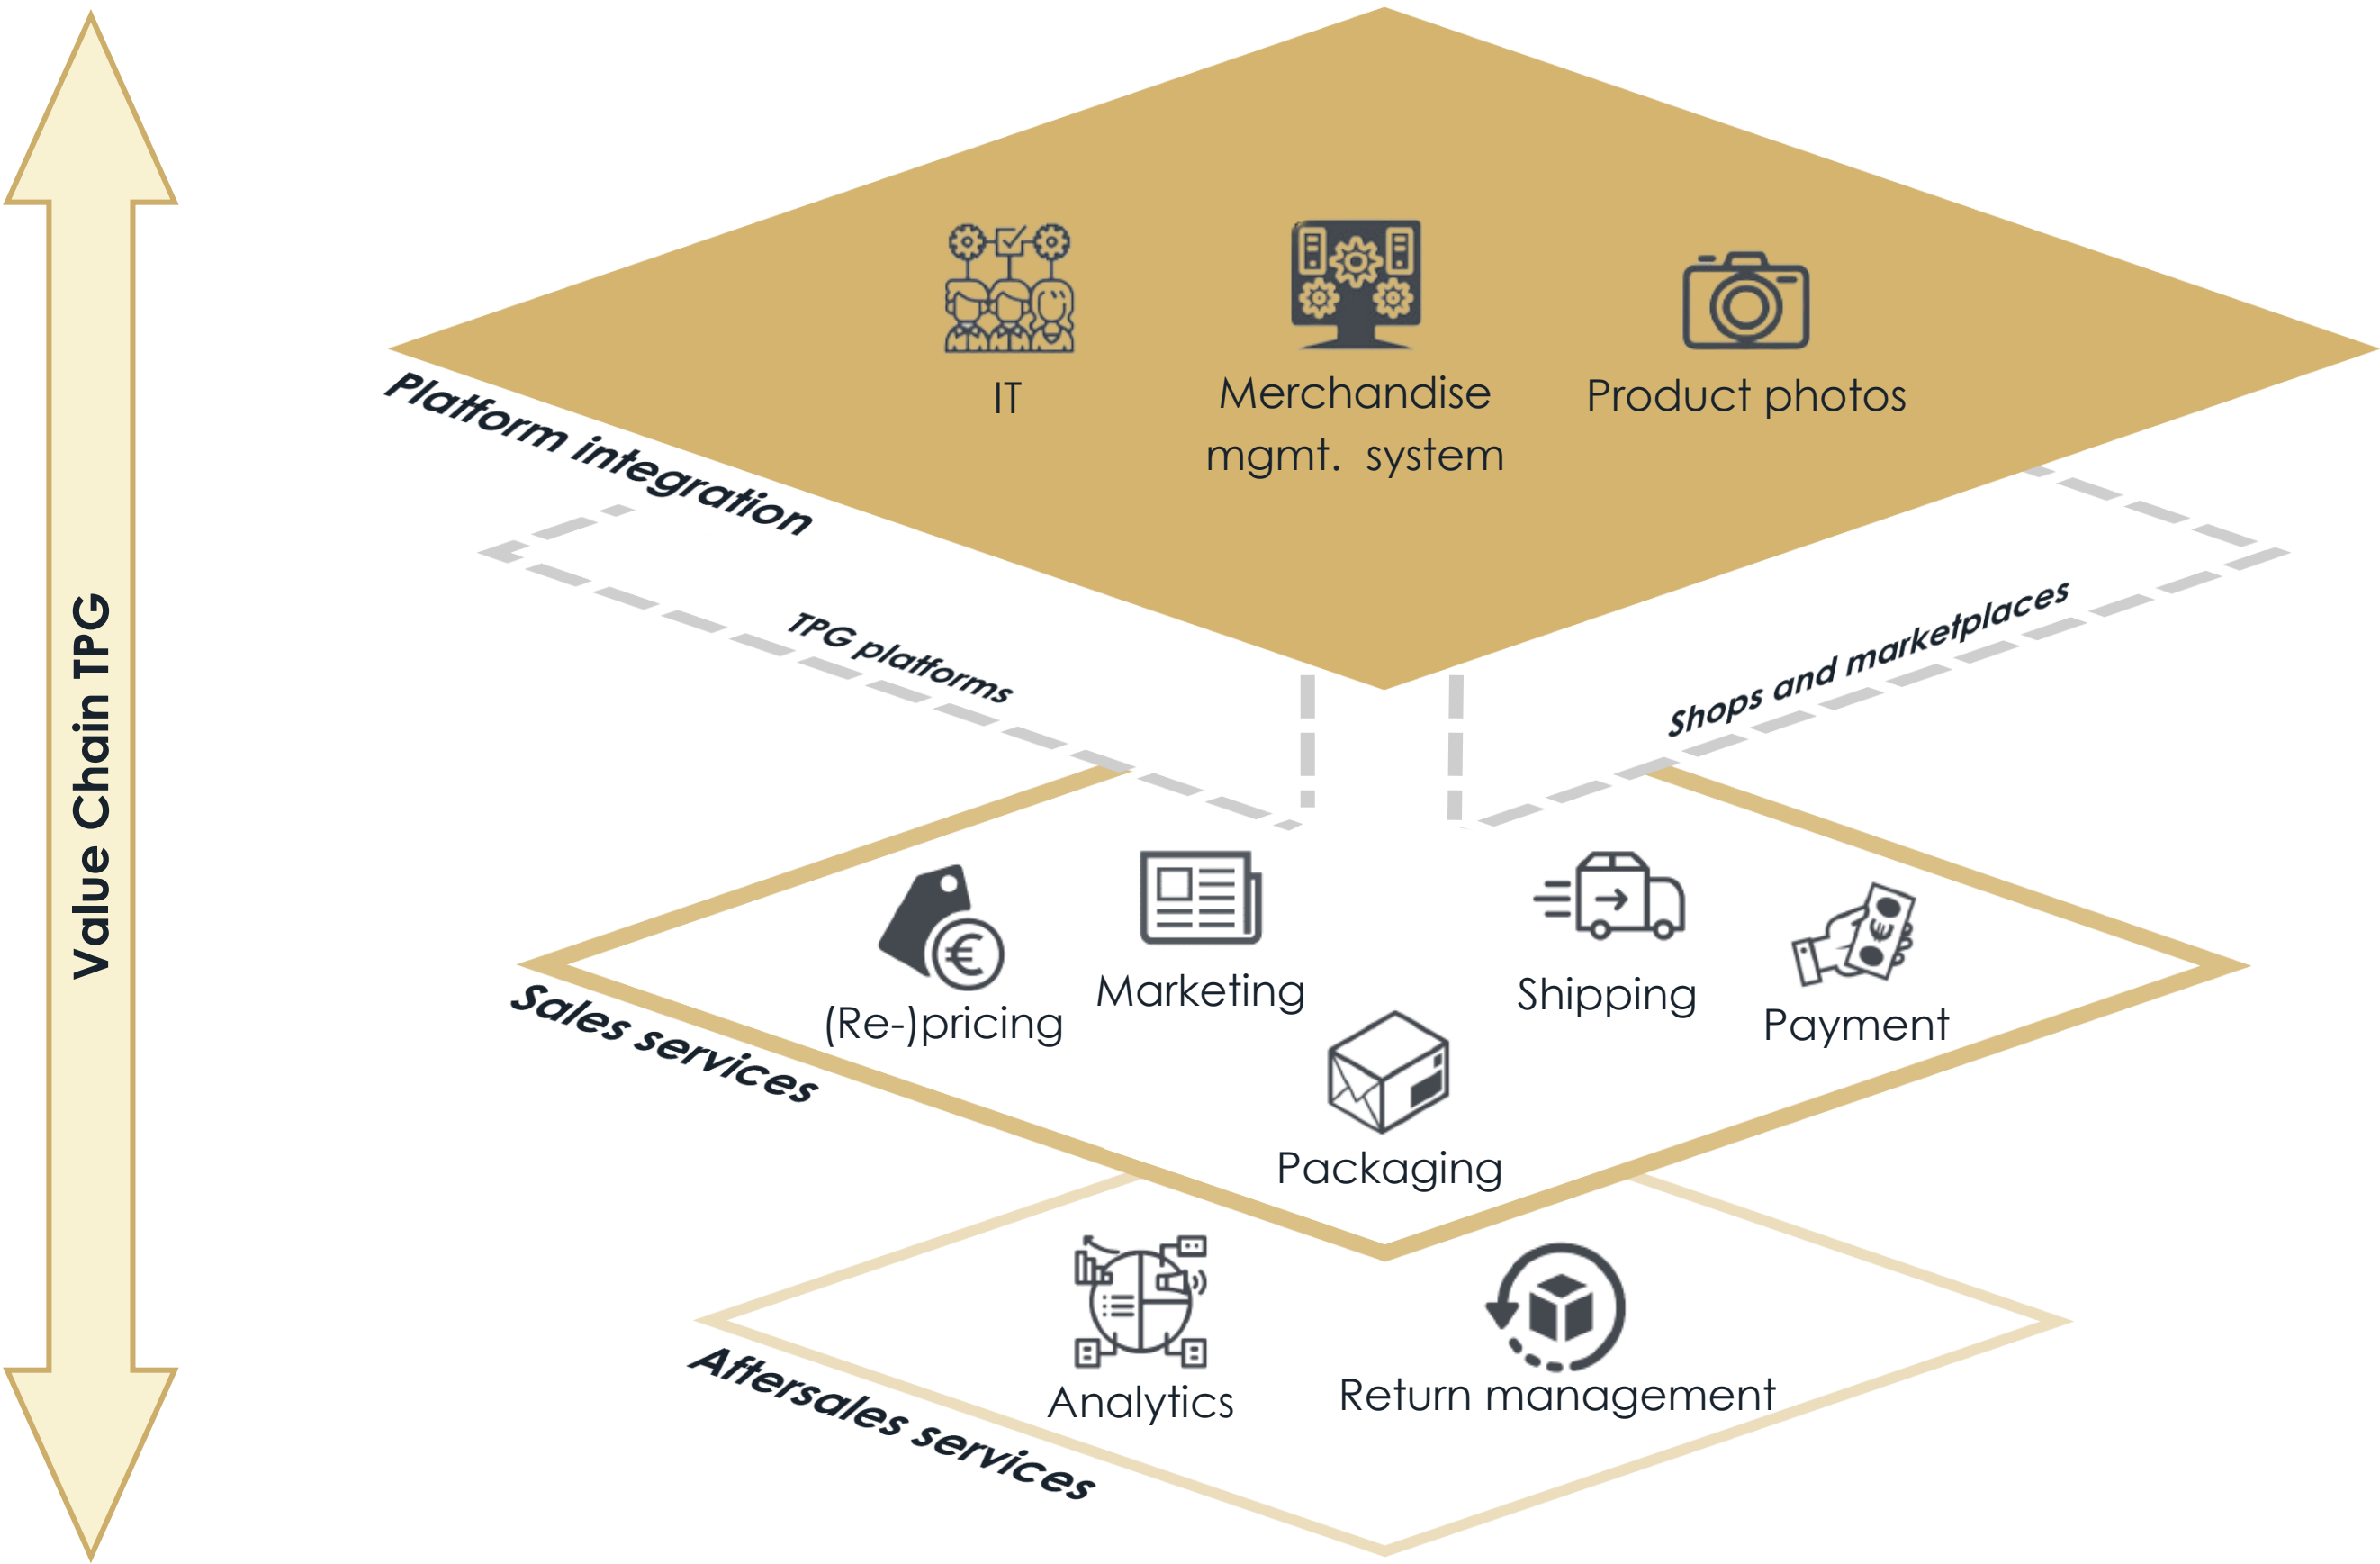 Value Chain TPG
IT
Merchandise
mgmt. system
Product photos
Platform integration
TPG platforms
Shops and marketplaces
(Re-)pricing
Marketing
Shipping
Payment
Packaging
Sales services
Analytics
Return management
Aftersales services